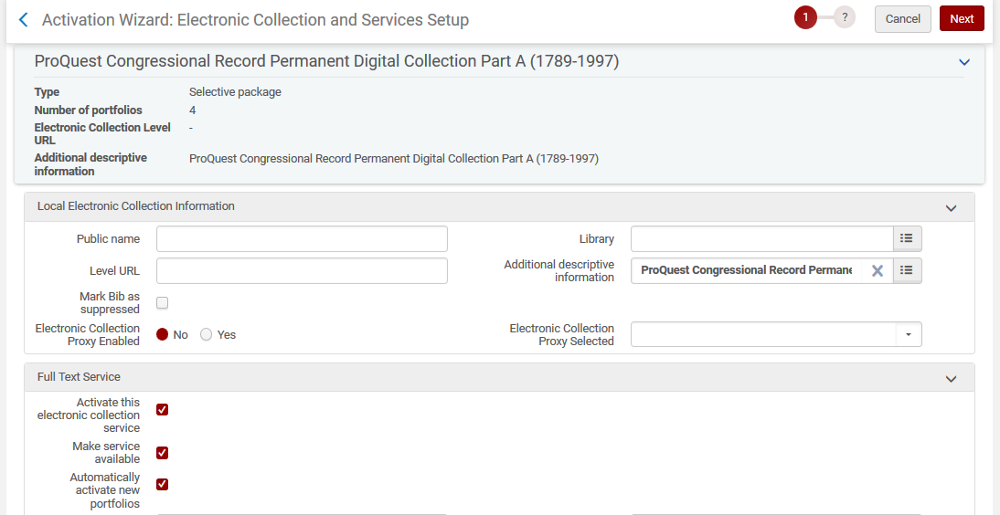 Activation Wizard: Electronic Collection and Services Setup
1
?
Cancel
Next
ProQuest Congressional Record Permanent Digital Collection Part A (1789-1997)
Type Selective package
Number of portfolios 4
Electronic Collection Level -
URL
Additional descriptive ProQuest Congressional Record Permanent Digital Collection Part A (1789-1997)
information
Local Electronic Collection Information
Public name
Library
Level URL
Additional descriptive
information
ProQuest Congressional Record Permane
Mark Bib as
suppressed
Electronic Collection
Proxy Enabled
No Yes
Electronic Collection
Proxy Selected
Full Text Service
Activate this
electronic collection
service
Make service
available
Automatically
activate new
portfolios